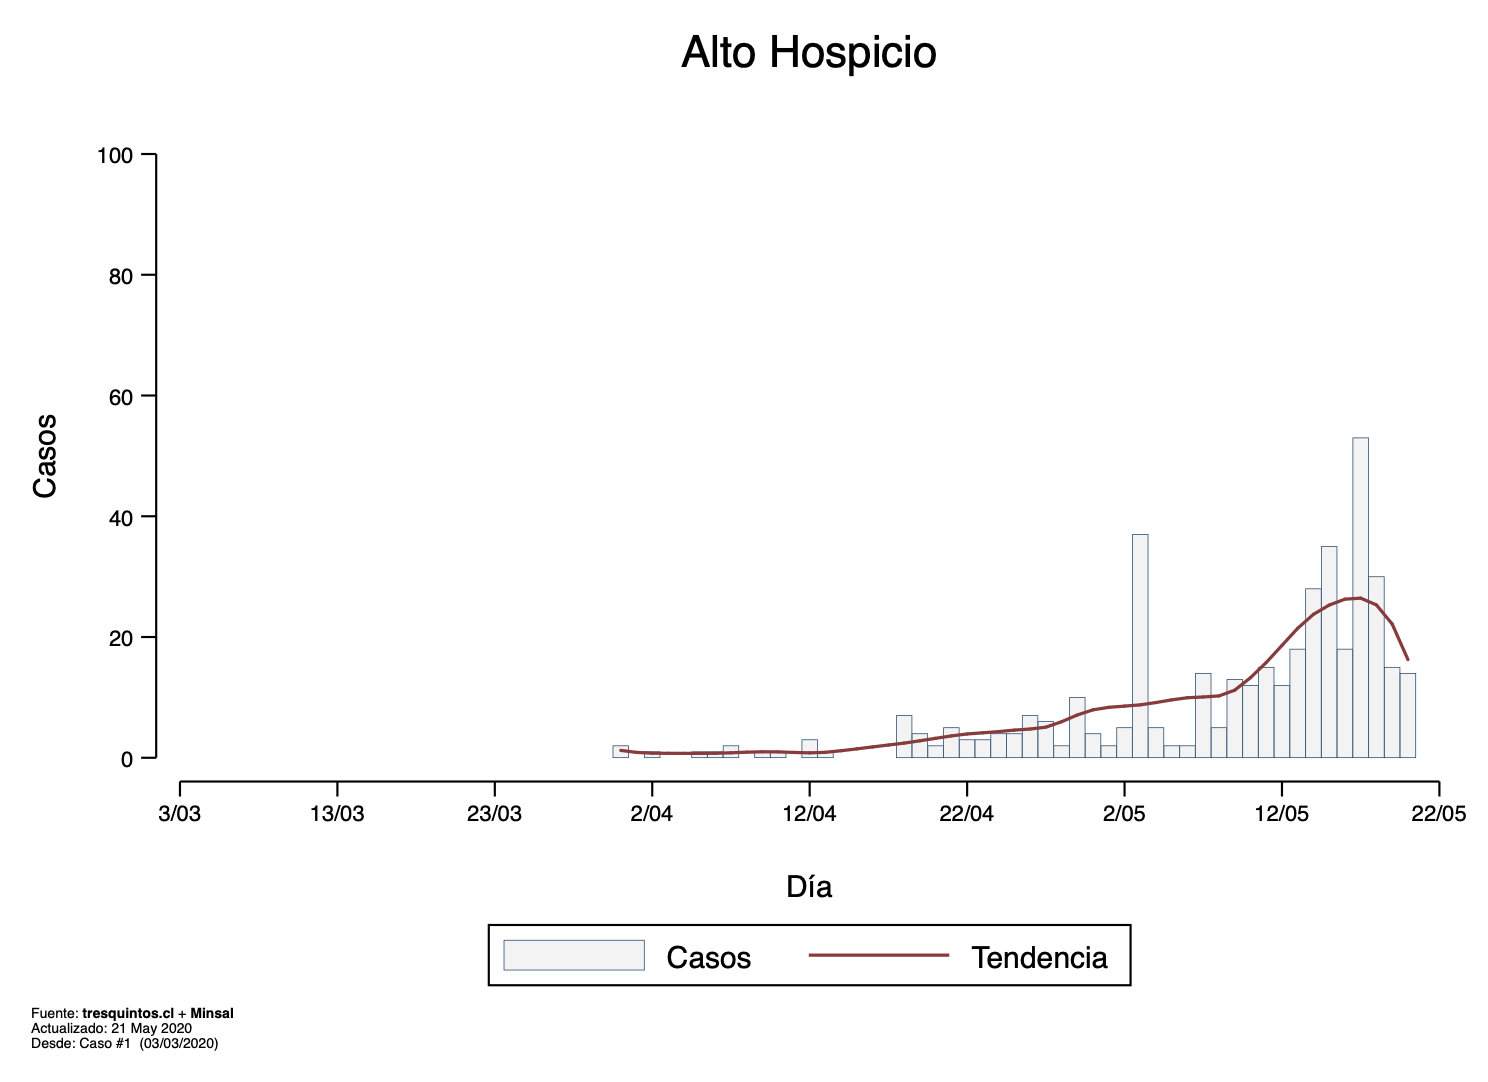 Alto Hospicio
100
80
60
40
20
0
Casos
3/03 13/03 23/03 2/04 12/04 22/04 2/05 12/05 22/05
Día
Casos Tendencia
Fuente: tresquintos.cl + Minsal
Actualizado: 21 May 2020
Desde: Caso #1 (03/03/2020)